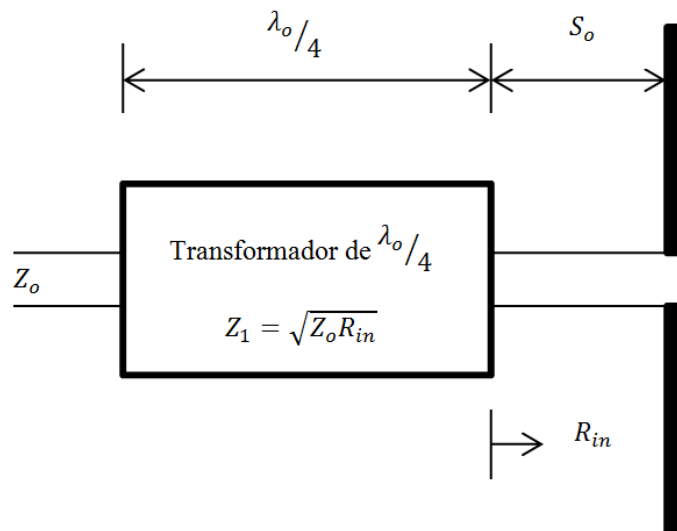 λₒ/4
Sₒ
Transformador de λₒ/4
Zₒ
Z₁ = √(ZₒRᵢₙ)
Rᵢₙ